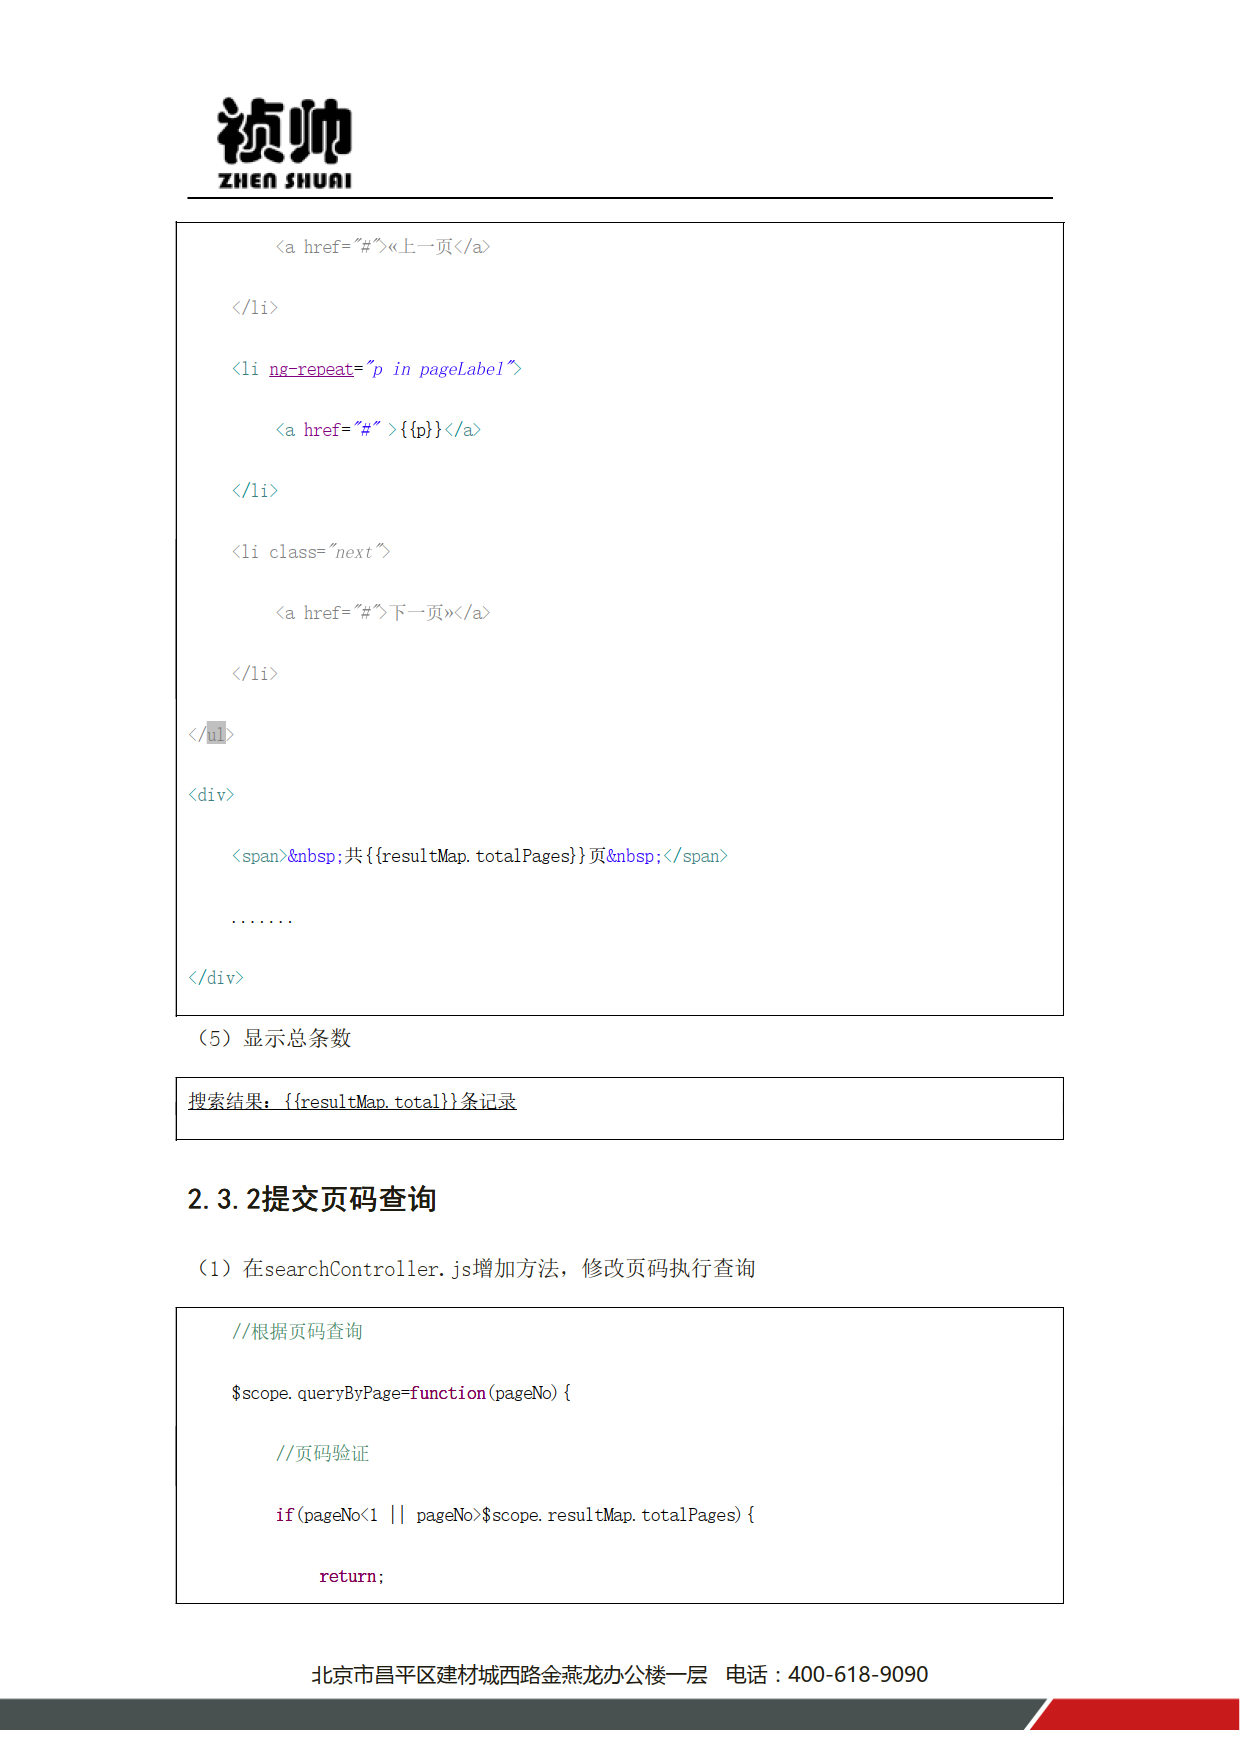 祯帅
ZHEN SHUAI
<a href="#">«上一页</a>
</li>
<li ng-repeat="p in pageLabel">
<a href="#" >{{p}}</a>
</li>
<li class="next">
<a href="#">下一页»</a>
</li>
</ul>
<div>
<span>&nbsp;共{{resultMap.totalPages}}页&nbsp;</span>
.......
</div>
（5）显示总条数
搜索结果：{{resultMap.total}}条记录
2.3.2提交页码查询
（1）在searchController.js增加方法，修改页码执行查询
//根据页码查询
$scope.queryByPage=function(pageNo){
//页码验证
if(pageNo<1 || pageNo>$scope.resultMap.totalPages){
return;
北京市昌平区建材城西路金燕龙办公楼一层 电话：400-618-9090